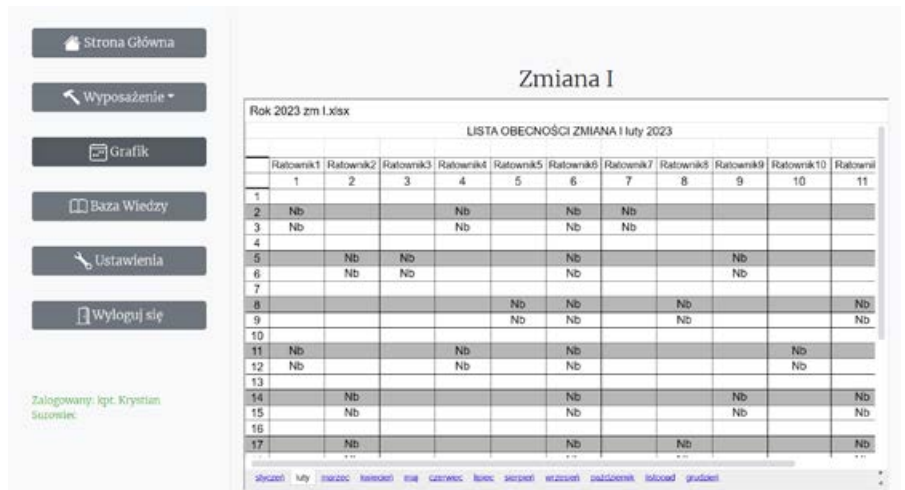 Strona Główna
Wyposażenie
Grafik
Baza Wiedzy
Ustawienia
Wyloguj się
Zalogowany: kpt. Krystian
Surowiec
Zmiana I
Rok 2023 zm I.xlsx
LISTA OBECNOŚCI ZMIANA I luty 2023
Ratownik1 Ratownik2 Ratownik3 Ratownik4 Ratownik5 Ratownik6 Ratownik7 Ratownik8 Ratownik9 Ratownik10 Ratowni
1 2 3 4 5 6 7 8 9 10 11
1
2 Nb Nb Nb Nb
3 Nb Nb Nb Nb
4
5 Nb Nb Nb Nb
6 Nb Nb Nb Nb
7
8 Nb Nb Nb Nb
9 Nb Nb Nb Nb
10
11 Nb Nb Nb Nb
12 Nb Nb Nb Nb
13
14 Nb Nb Nb Nb
15 Nb Nb Nb Nb
16
17 Nb Nb Nb Nb
styczeń luty marzec kwiecień maj czerwiec lipiec sierpień wrzesień październik listopad grudzień